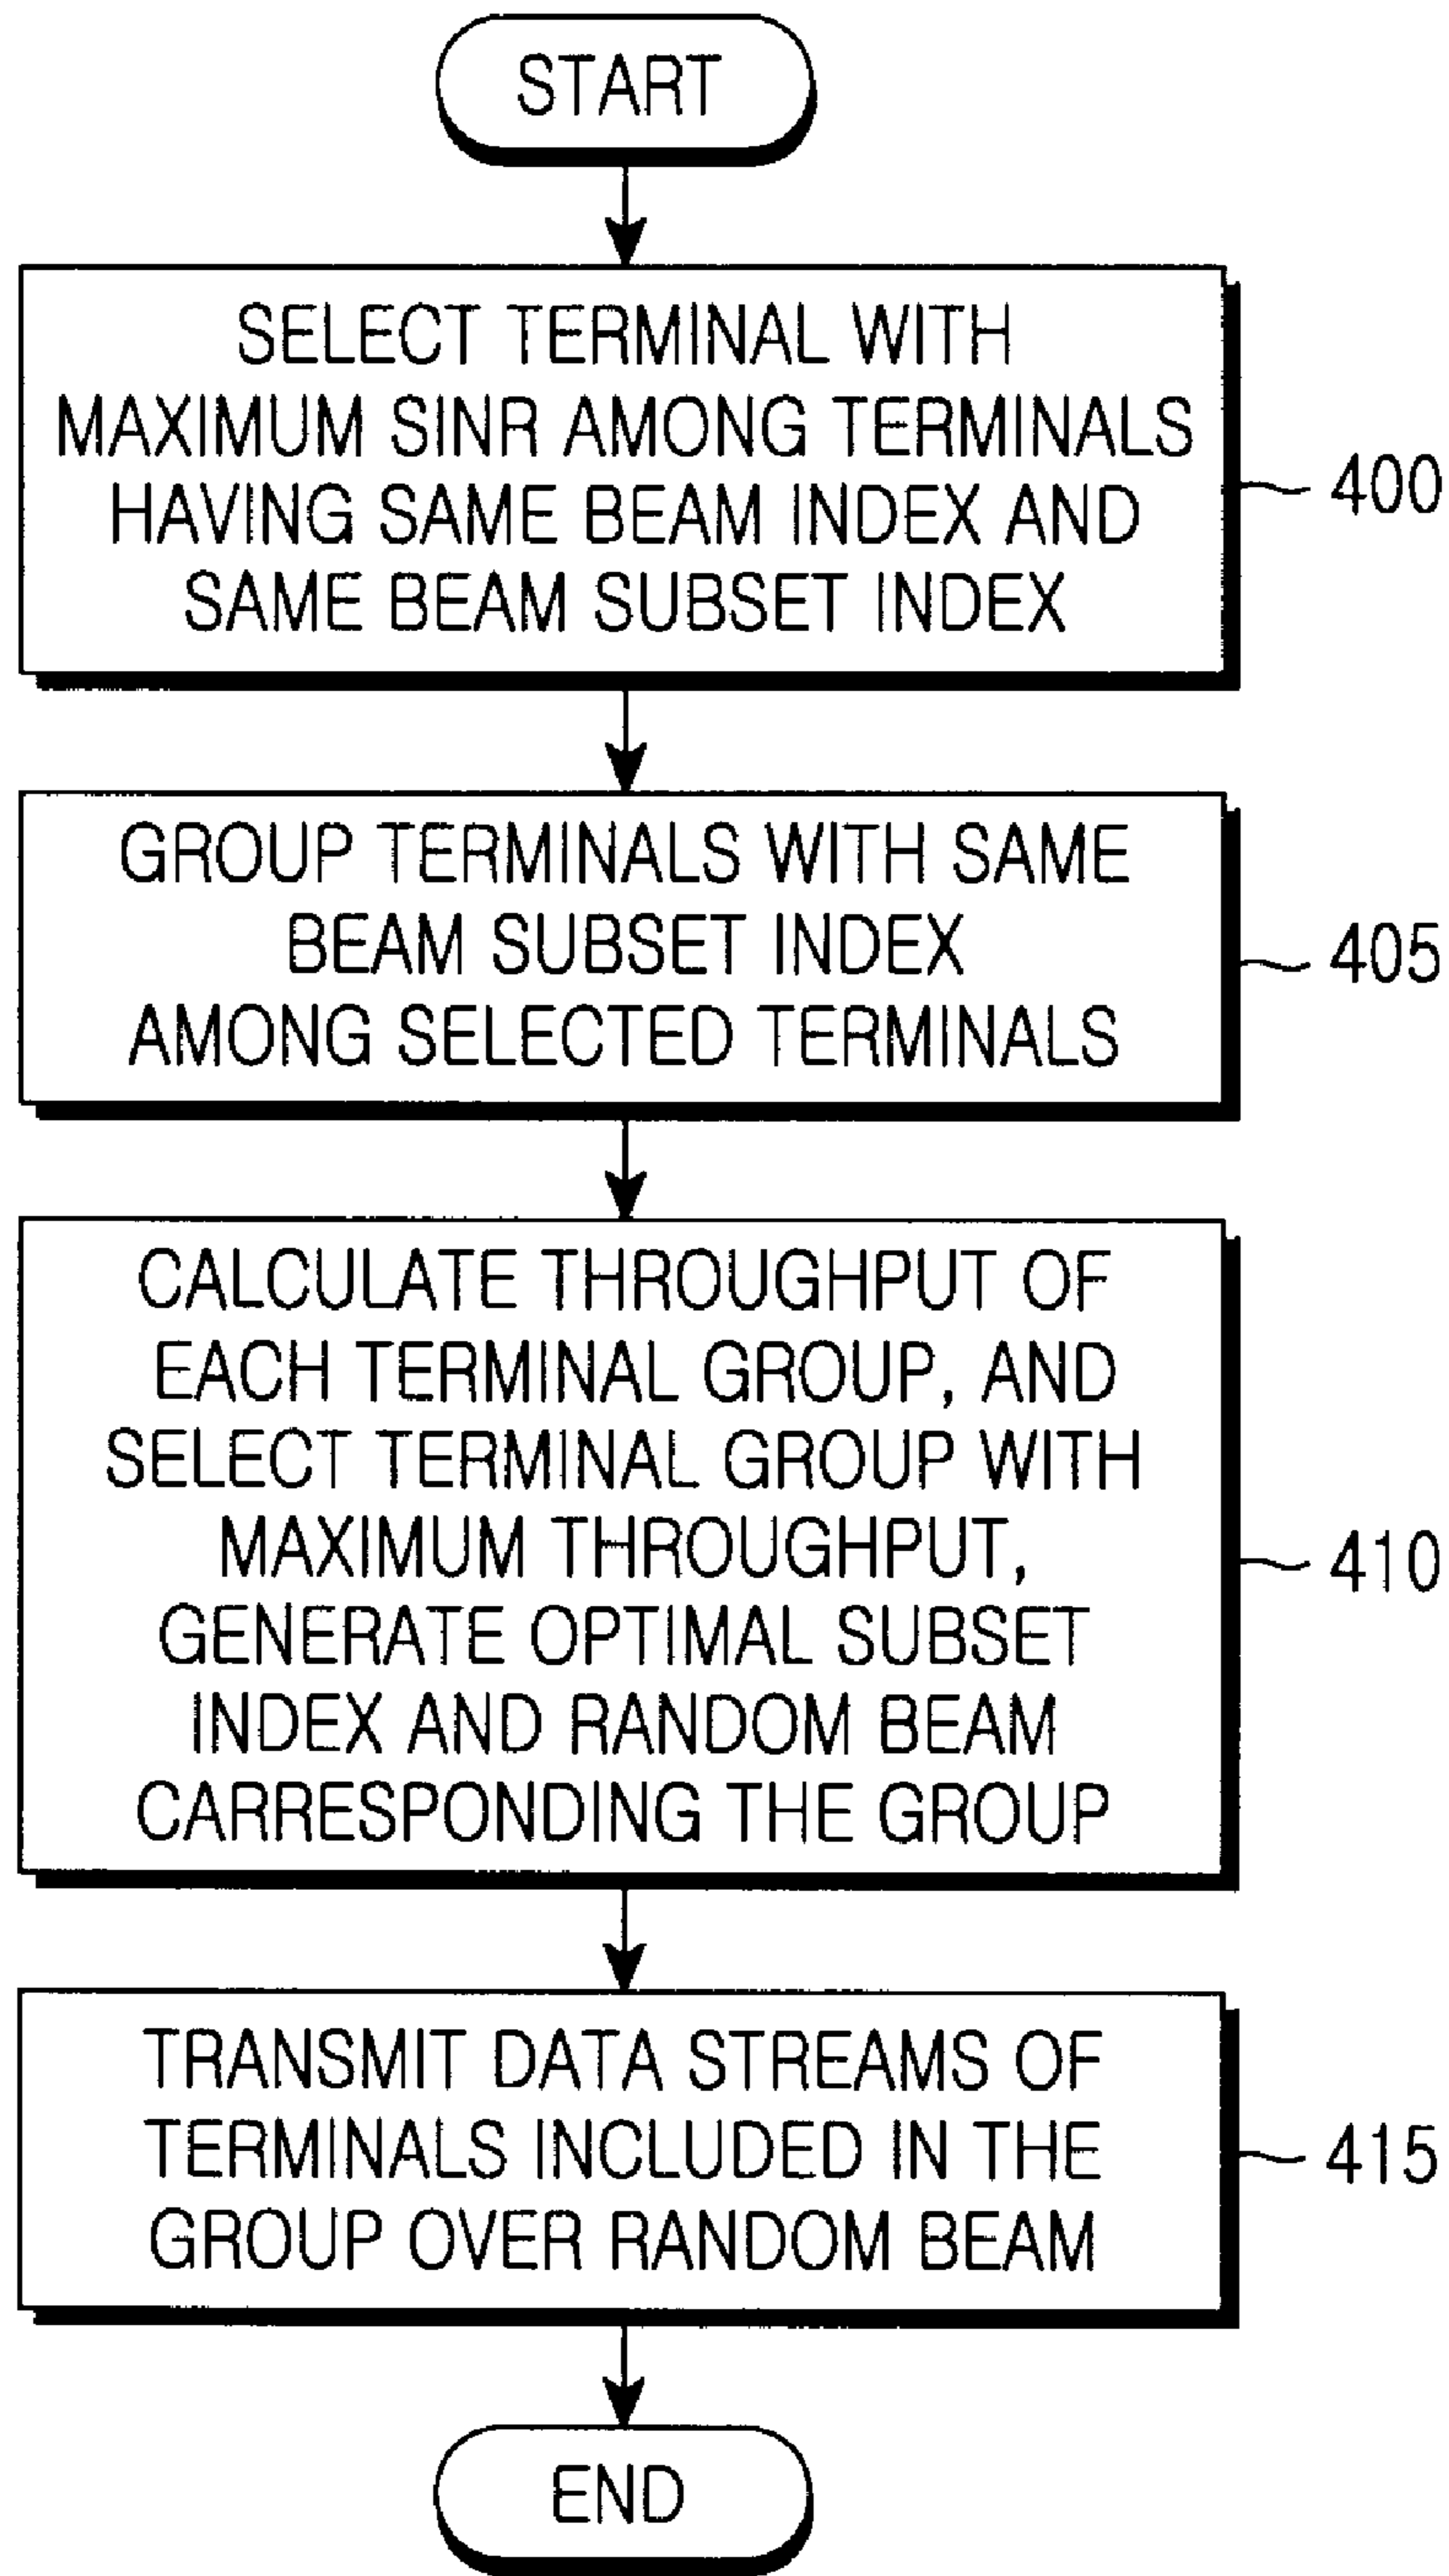 START
SELECT TERMINAL WITH
MAXIMUM SINR AMONG TERMINALS
HAVING SAME BEAM INDEX AND
SAME BEAM SUBSET INDEX
400
GROUP TERMINALS WITH SAME
BEAM SUBSET INDEX
AMONG SELECTED TERMINALS
405
CALCULATE THROUGHPUT OF
EACH TERMINAL GROUP, AND
SELECT TERMINAL GROUP WITH
MAXIMUM THROUGHPUT,
GENERATE OPTIMAL SUBSET
INDEX AND RANDOM BEAM
CARRESPONDING THE GROUP
410
TRANSMIT DATA STREAMS OF
TERMINALS INCLUDED IN THE
GROUP OVER RANDOM BEAM
415
END